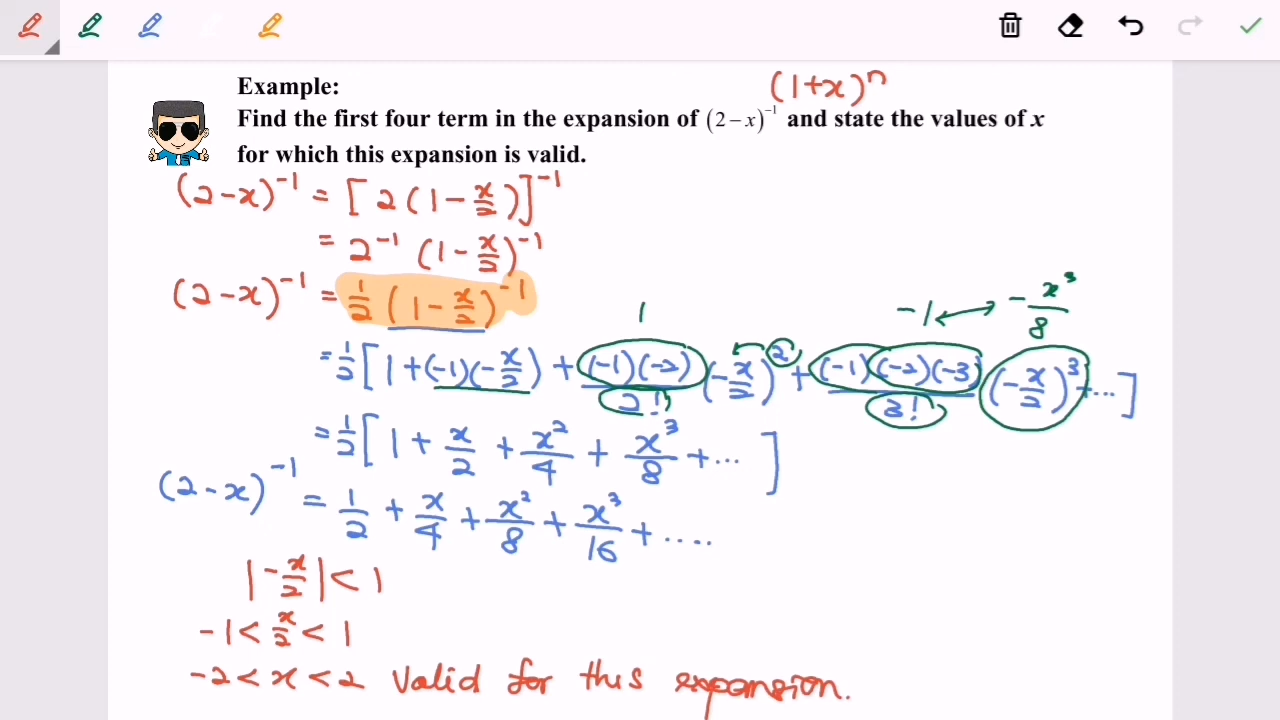 Example:
(1+x)ⁿ
Find the first four term in the expansion of (2−x)⁻¹ and state the values of x
for which this expansion is valid.
(2−x)⁻¹ = [2(1−x/2)]⁻¹
= 2⁻¹ (1−x/2)⁻¹
(2−x)⁻¹ = 1/2 (1−x/2)⁻¹
1
−1 ↔ −x³/8
= 1/2 [1 + (−1)(−x/2) + (−1)(−2)/2! (−x/2)² + (−1)(−2)(−3)/3! (−x/2)³ + ...]
= 1/2 [1 + x/2 + x²/4 + x³/8 + ... ]
(2−x)⁻¹ = 1/2 + x/4 + x²/8 + x³/16 + ....
|−x/2| < 1
−1 < x/2 < 1
−2 < x < 2 valid for this expansion.